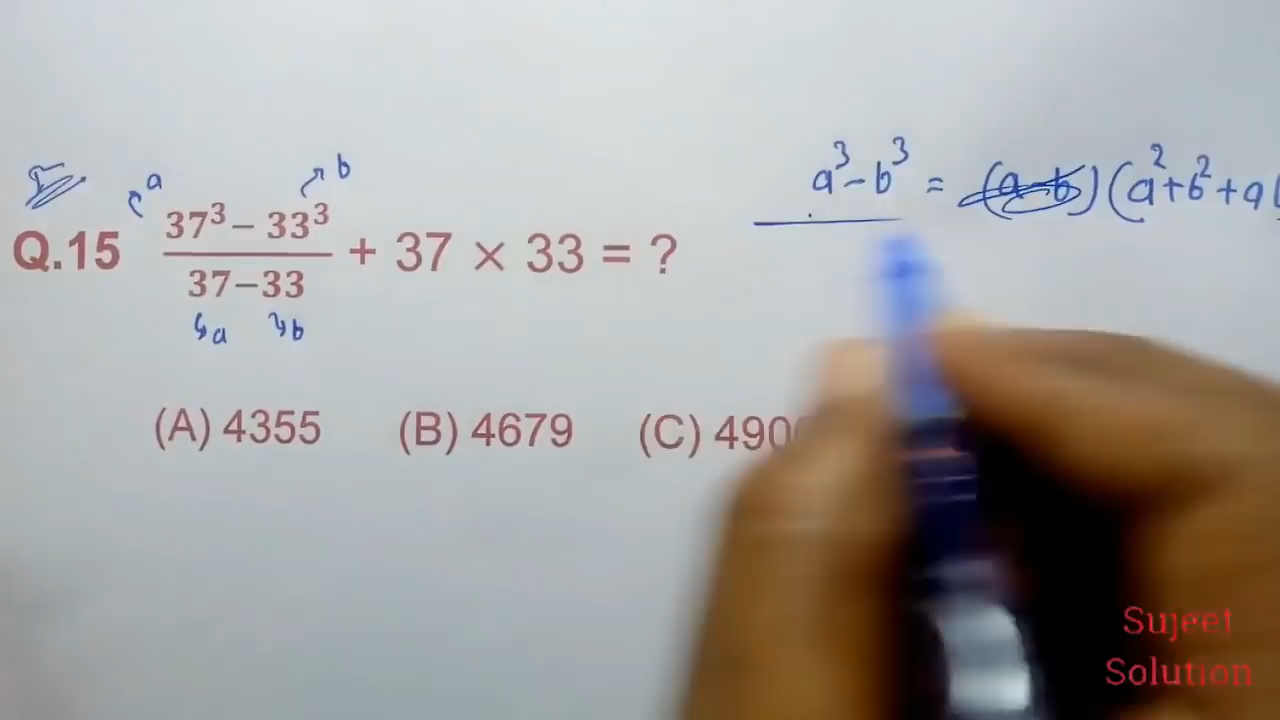 a b a³-b³ = (a-b)(a²+b²+a
Q.15 37³-33³ / 37-33 + 37 × 33 = ?
a b
(A) 4355 (B) 4679 (C) 490
Sujeet
Solution